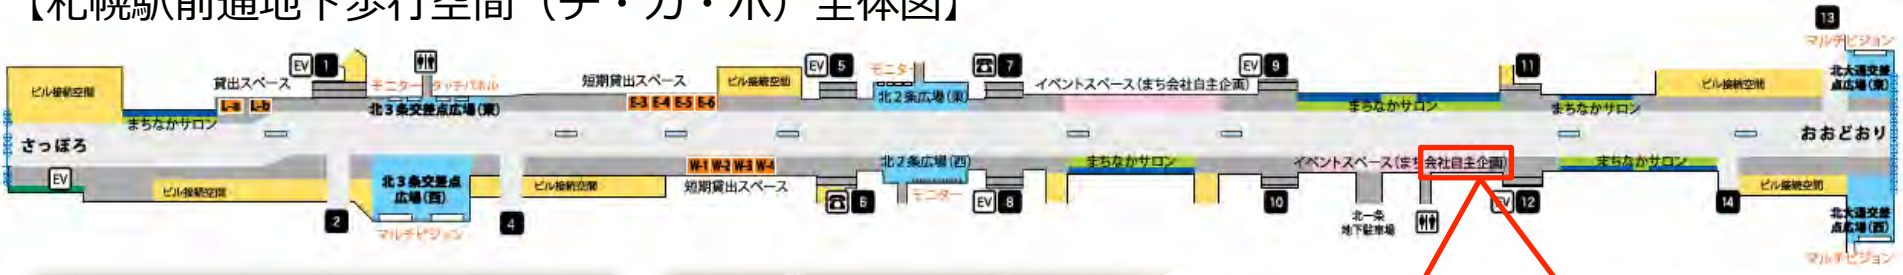 【札幌駅前通地下歩行空間（チ・カ・ホ）全体図】
13
マルチビジョン
EV 1
EV 5
モニター
7
EV 9
11
ビル接続空間
貸出スペース
モニター タッチパネル
短期貸出スペース
ビル接続空間
イベントスペース(まち会社自主企画)
ビル接続空間
北大通交差点広場(東)
L-a L-b
北3条交差点広場(東)
E-3 E-4 E-5 E-6
北2条広場(東)
まちなかサロン
まちなかサロン
まちなかサロン
さっぽろ
おおどおり
EV
ビル接続空間
北3条交差点
広場(西)
ビル接続空間
W-1 W-2 W-3 W-4
短期貸出スペース
北2条広場(西)
まちなかサロン
イベントスペース(まち会社自主企画)
まちなかサロン
ビル接続空間
2
マルチビジョン
4
6
モニター
EV 8
10
北一条
地下駐車場
EV 12
14
北大通交差
点広場(西)
マルチビジョン